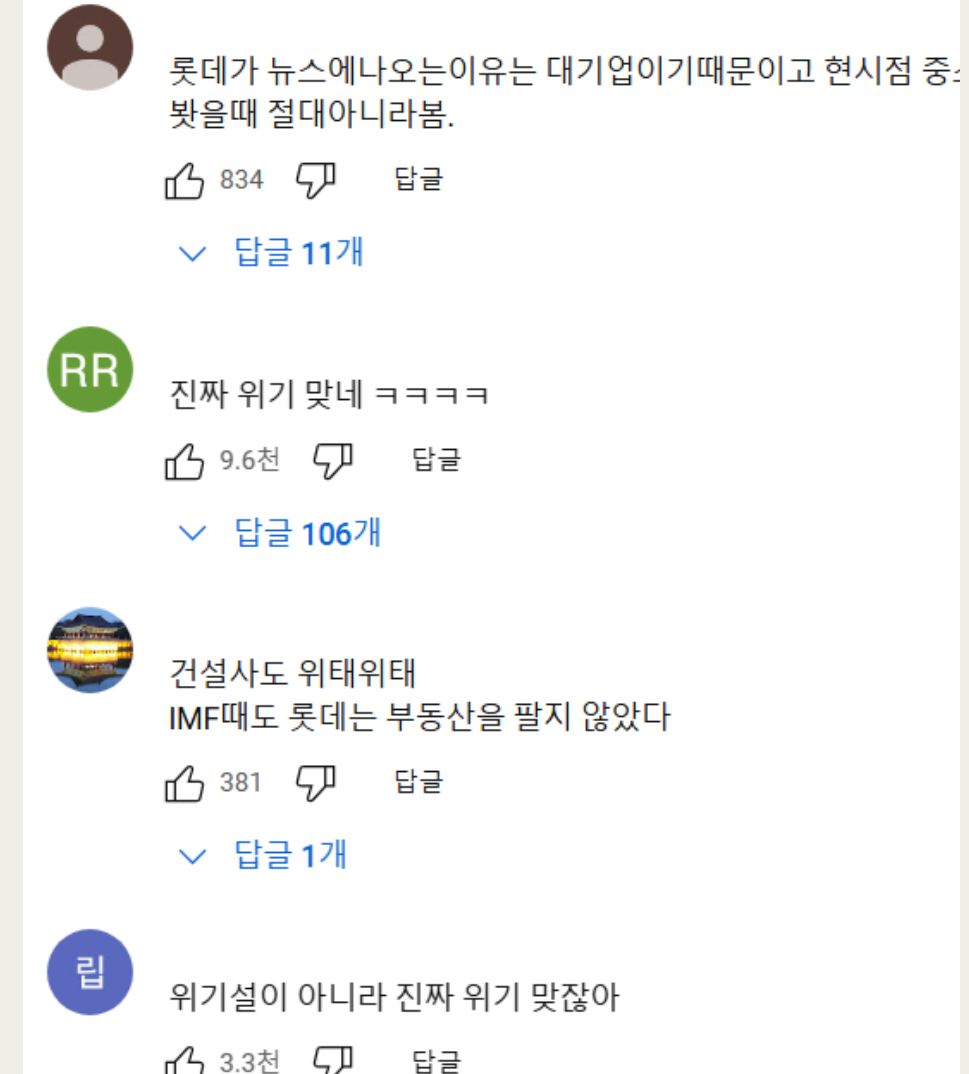 롯데가 뉴스에나오는이유는 대기업이기때문이고 현시점
봣을때 절대아니라봄.
834 답글
답글 11개
RR
진짜 위기 맞네 ㅋㅋㅋㅋ
9.6천 답글
답글 106개
건설사도 위태위태
IMF때도 롯데는 부동산을 팔지 않았다
381 답글
답글 1개
립
위기설이 아니라 진짜 위기 맞잖아
3.3천 답글